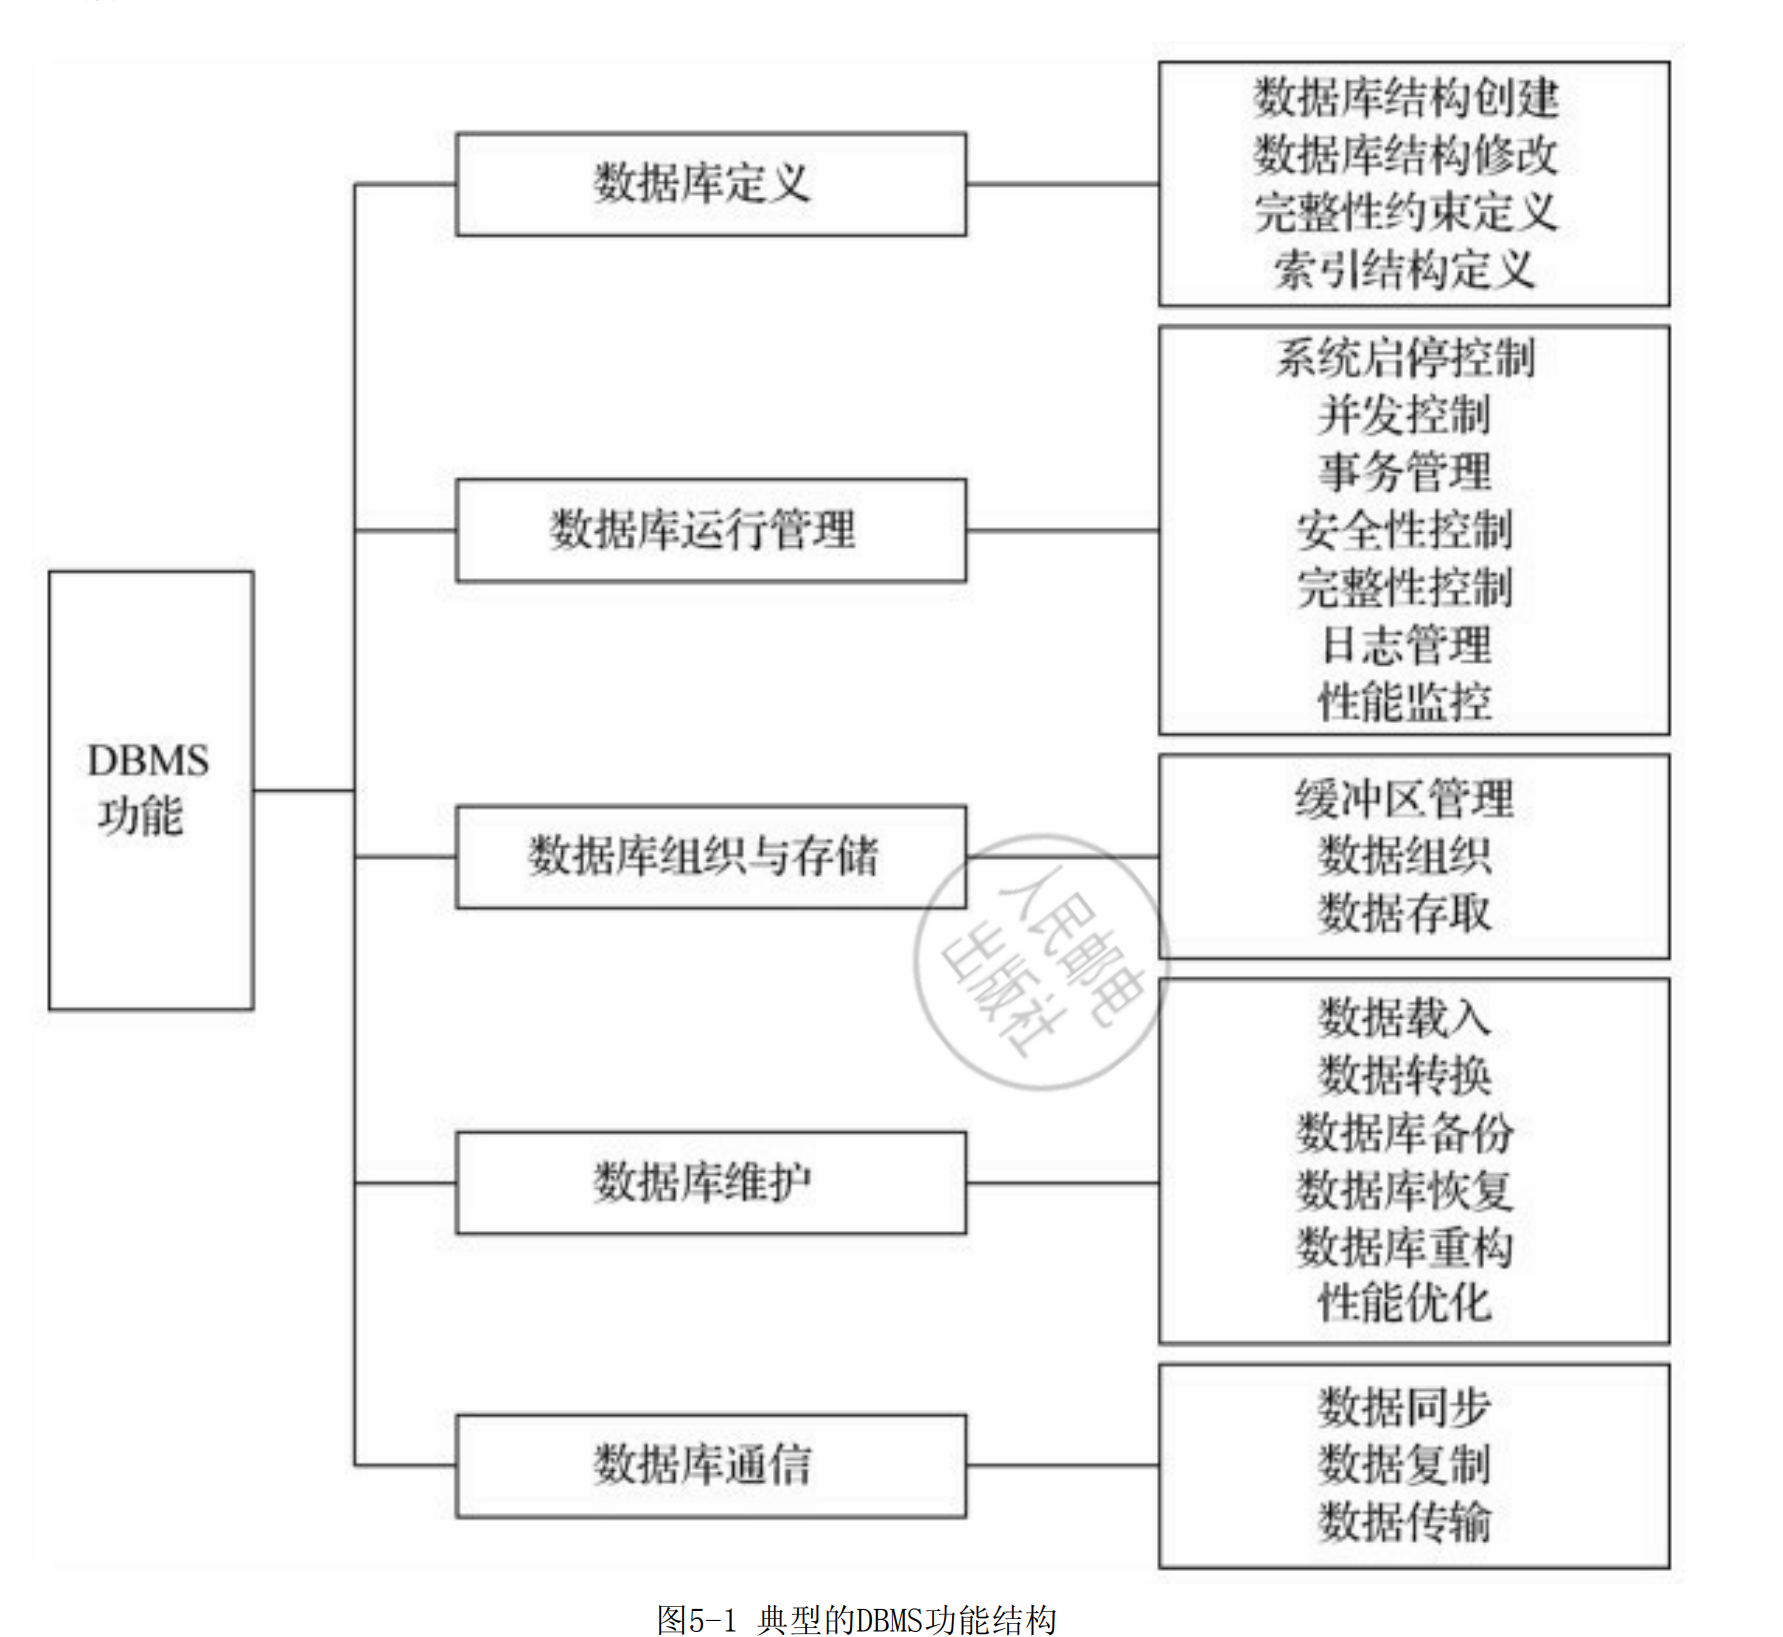 DBMS
功能
数据库定义
数据库结构创建
数据库结构修改
完整性约束定义
索引结构定义
数据库运行管理
系统启停控制
并发控制
事务管理
安全性控制
完整性控制
日志管理
性能监控
数据库组织与存储
缓冲区管理
数据组织
数据存取
数据库维护
数据载入
数据转换
数据库备份
数据库恢复
数据库重构
性能优化
数据库通信
数据同步
数据复制
数据传输
人民邮电
出版社
图5-1 典型的DBMS功能结构